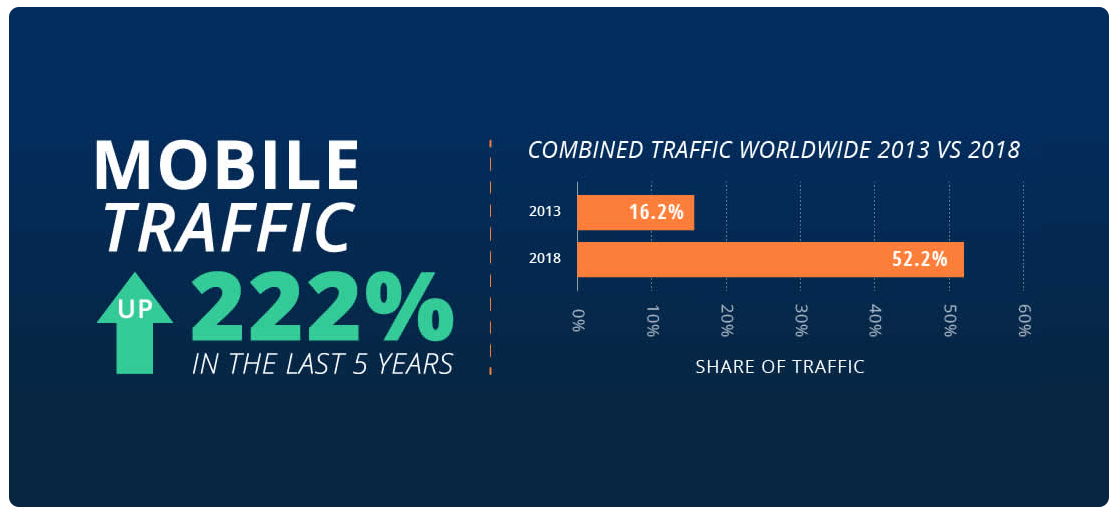 MOBILE
TRAFFIC
UP
222%
IN THE LAST 5 YEARS
COMBINED TRAFFIC WORLDWIDE 2013 VS 2018
2013
16.2%
2018
52.2%
0%
10%
20%
30%
40%
50%
60%
SHARE OF TRAFFIC